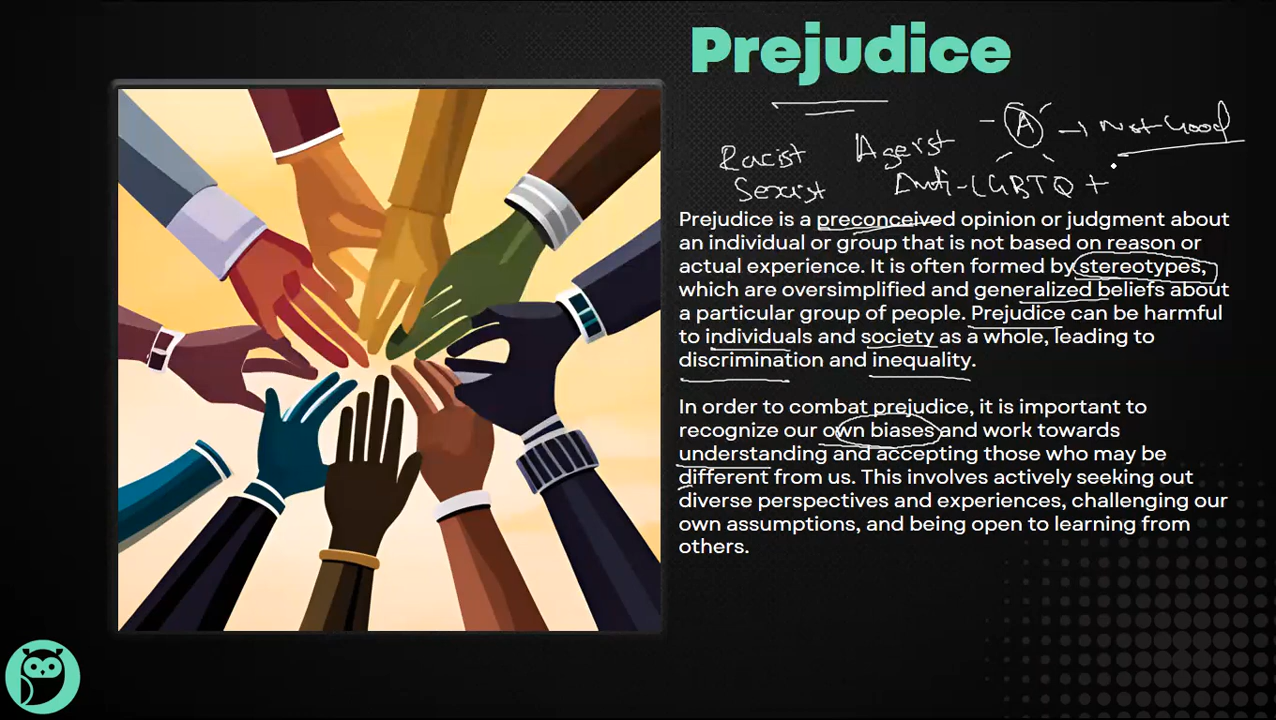 Prejudice
- A → Not Good
Racist Agerst
Sexist Anti-LGBTQ+
Prejudice is a preconceived opinion or judgment about
an individual or group that is not based on reason or
actual experience. It is often formed by stereotypes,
which are oversimplified and generalized beliefs about
a particular group of people. Prejudice can be harmful
to individuals and society as a whole, leading to
discrimination and inequality.
In order to combat prejudice, it is important to
recognize our own biases and work towards
understanding and accepting those who may be
different from us. This involves actively seeking out
diverse perspectives and experiences, challenging our
own assumptions, and being open to learning from
others.